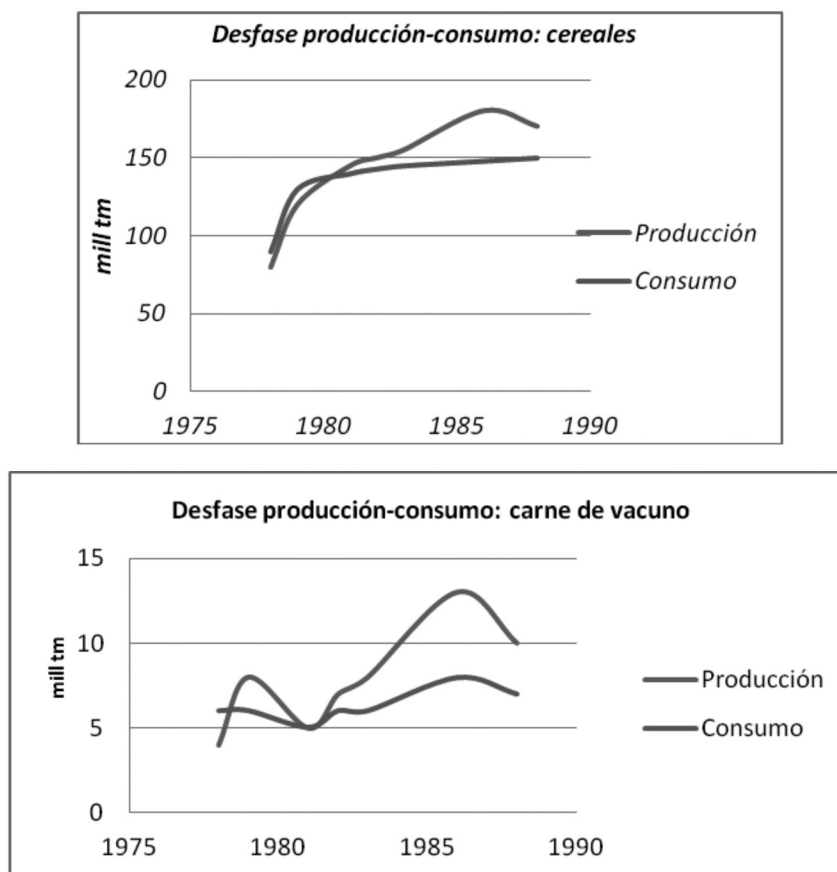 Desfase producción-consumo: cereales
200
150
100
50
0
mill tm
1975 1980 1985 1990
Producción
Consumo
Desfase producción-consumo: carne de vacuno
15
10
5
0
mill tm
1975 1980 1985 1990
Producción
Consumo